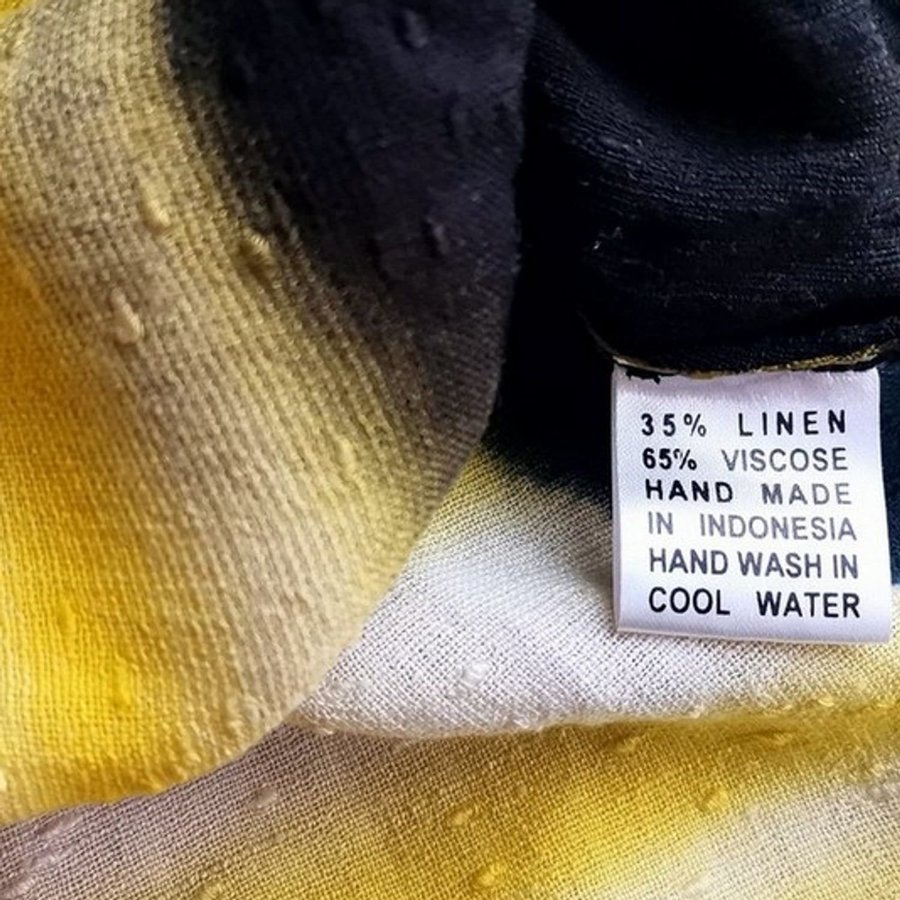 35% LINEN
65% VISCOSE
HAND MADE
IN INDONESIA
HAND WASH IN
COOL WATER